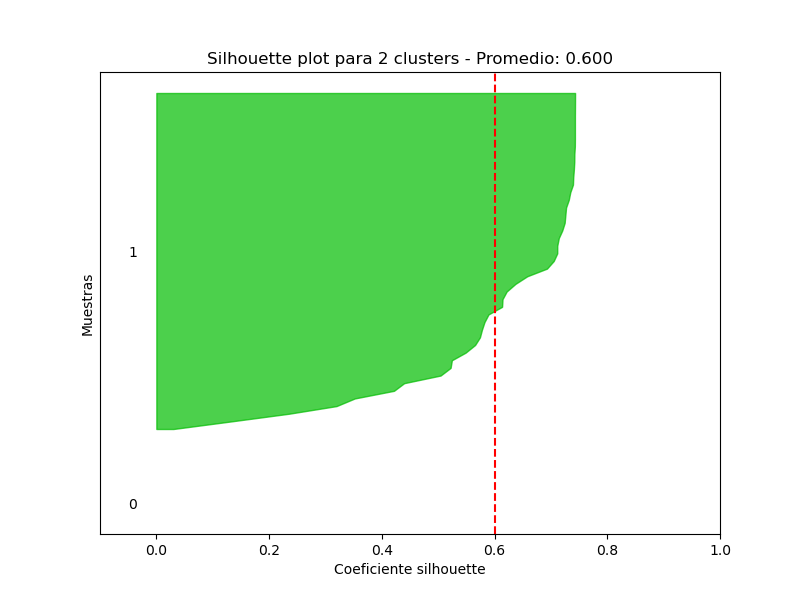 Silhouette plot para 2 clusters - Promedio: 0.600
Muestras
1
0
0.0 0.2 0.4 0.6 0.8 1.0
Coeficiente silhouette